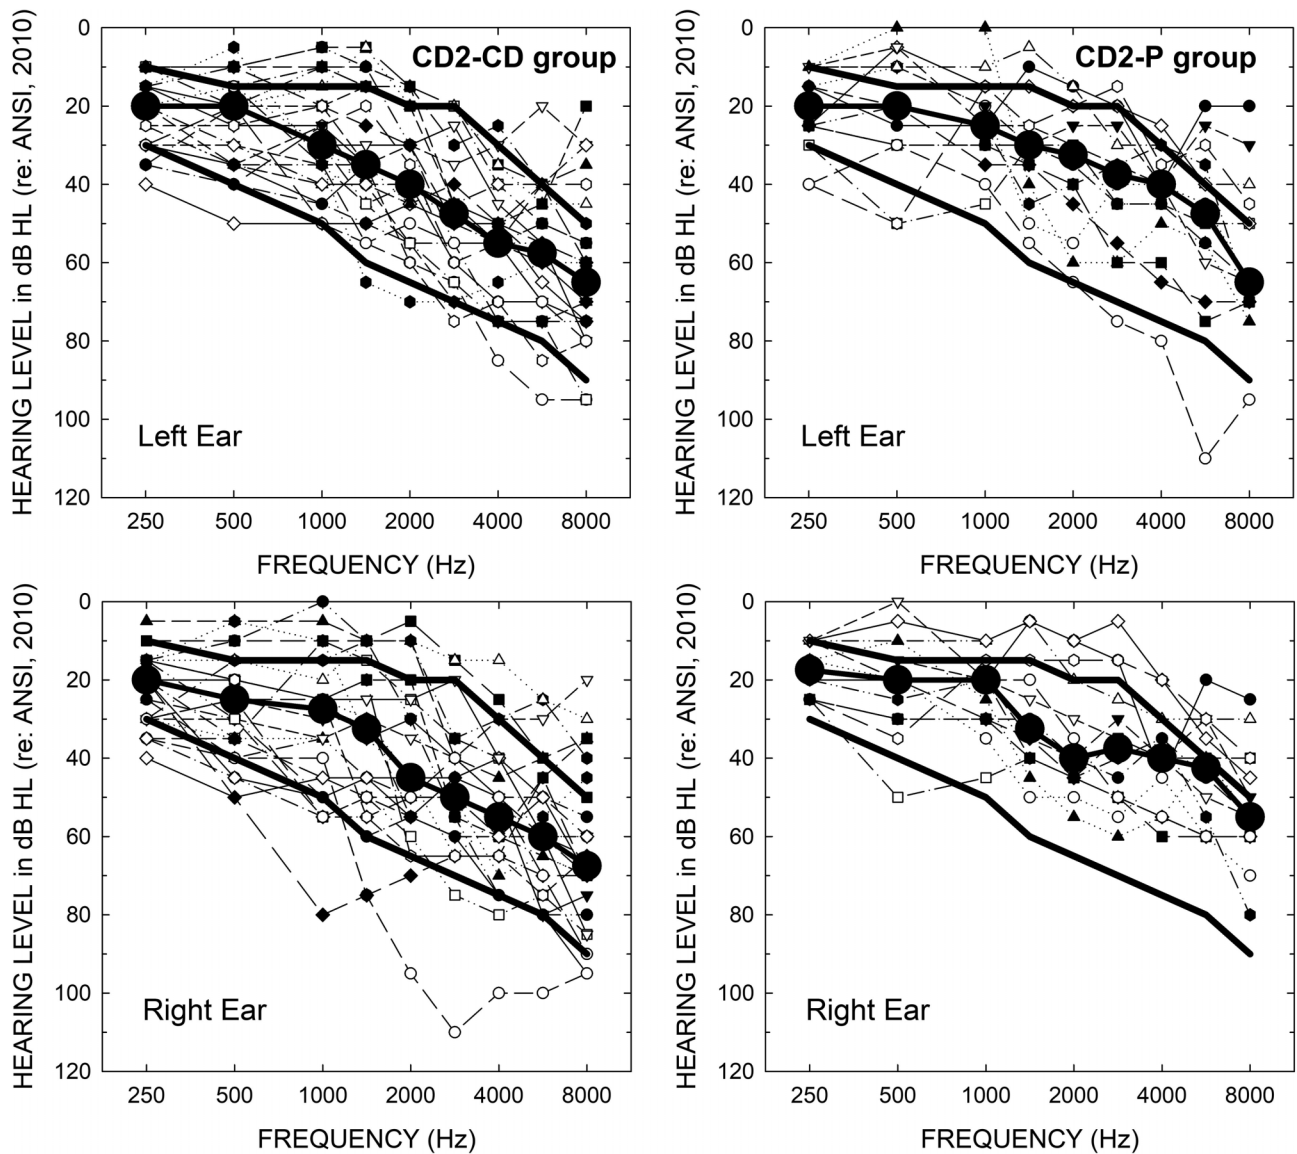 CD2-CD group
HEARING LEVEL in dB HL (re: ANSI, 2010)
0
20
40
60
80
100
120
Left Ear
250 500 1000 2000 4000 8000
FREQUENCY (Hz)
CD2-P group
HEARING LEVEL in dB HL (re: ANSI, 2010)
0
20
40
60
80
100
120
Left Ear
250 500 1000 2000 4000 8000
FREQUENCY (Hz)
HEARING LEVEL in dB HL (re: ANSI, 2010)
0
20
40
60
80
100
120
Right Ear
250 500 1000 2000 4000 8000
FREQUENCY (Hz)
HEARING LEVEL in dB HL (re: ANSI, 2010)
0
20
40
60
80
100
120
Right Ear
250 500 1000 2000 4000 8000
FREQUENCY (Hz)